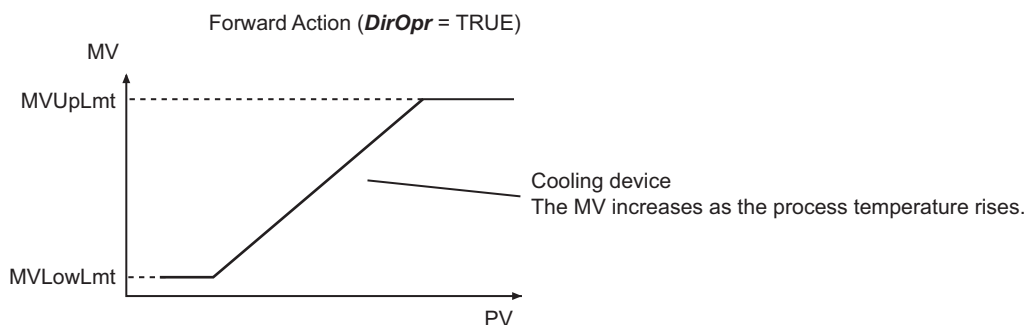 Forward Action (DirOpr = TRUE)
MV
MVUpLmt
Cooling device
The MV increases as the process temperature rises.
MVLowLmt
PV